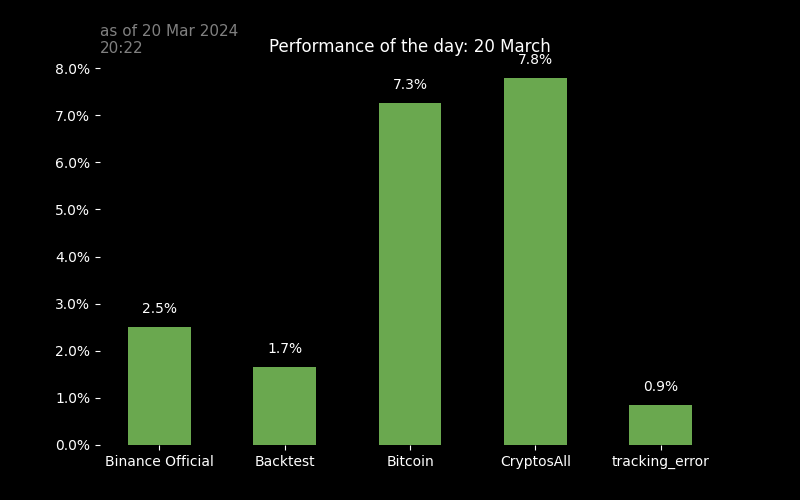 as of 20 Mar 2024
20:22
Performance of the day: 20 March
8.0%
7.0%
6.0%
5.0%
4.0%
3.0%
2.0%
1.0%
0.0%
2.5%
1.7%
7.3%
7.8%
0.9%
Binance Official
Backtest
Bitcoin
CryptosAll
tracking_error